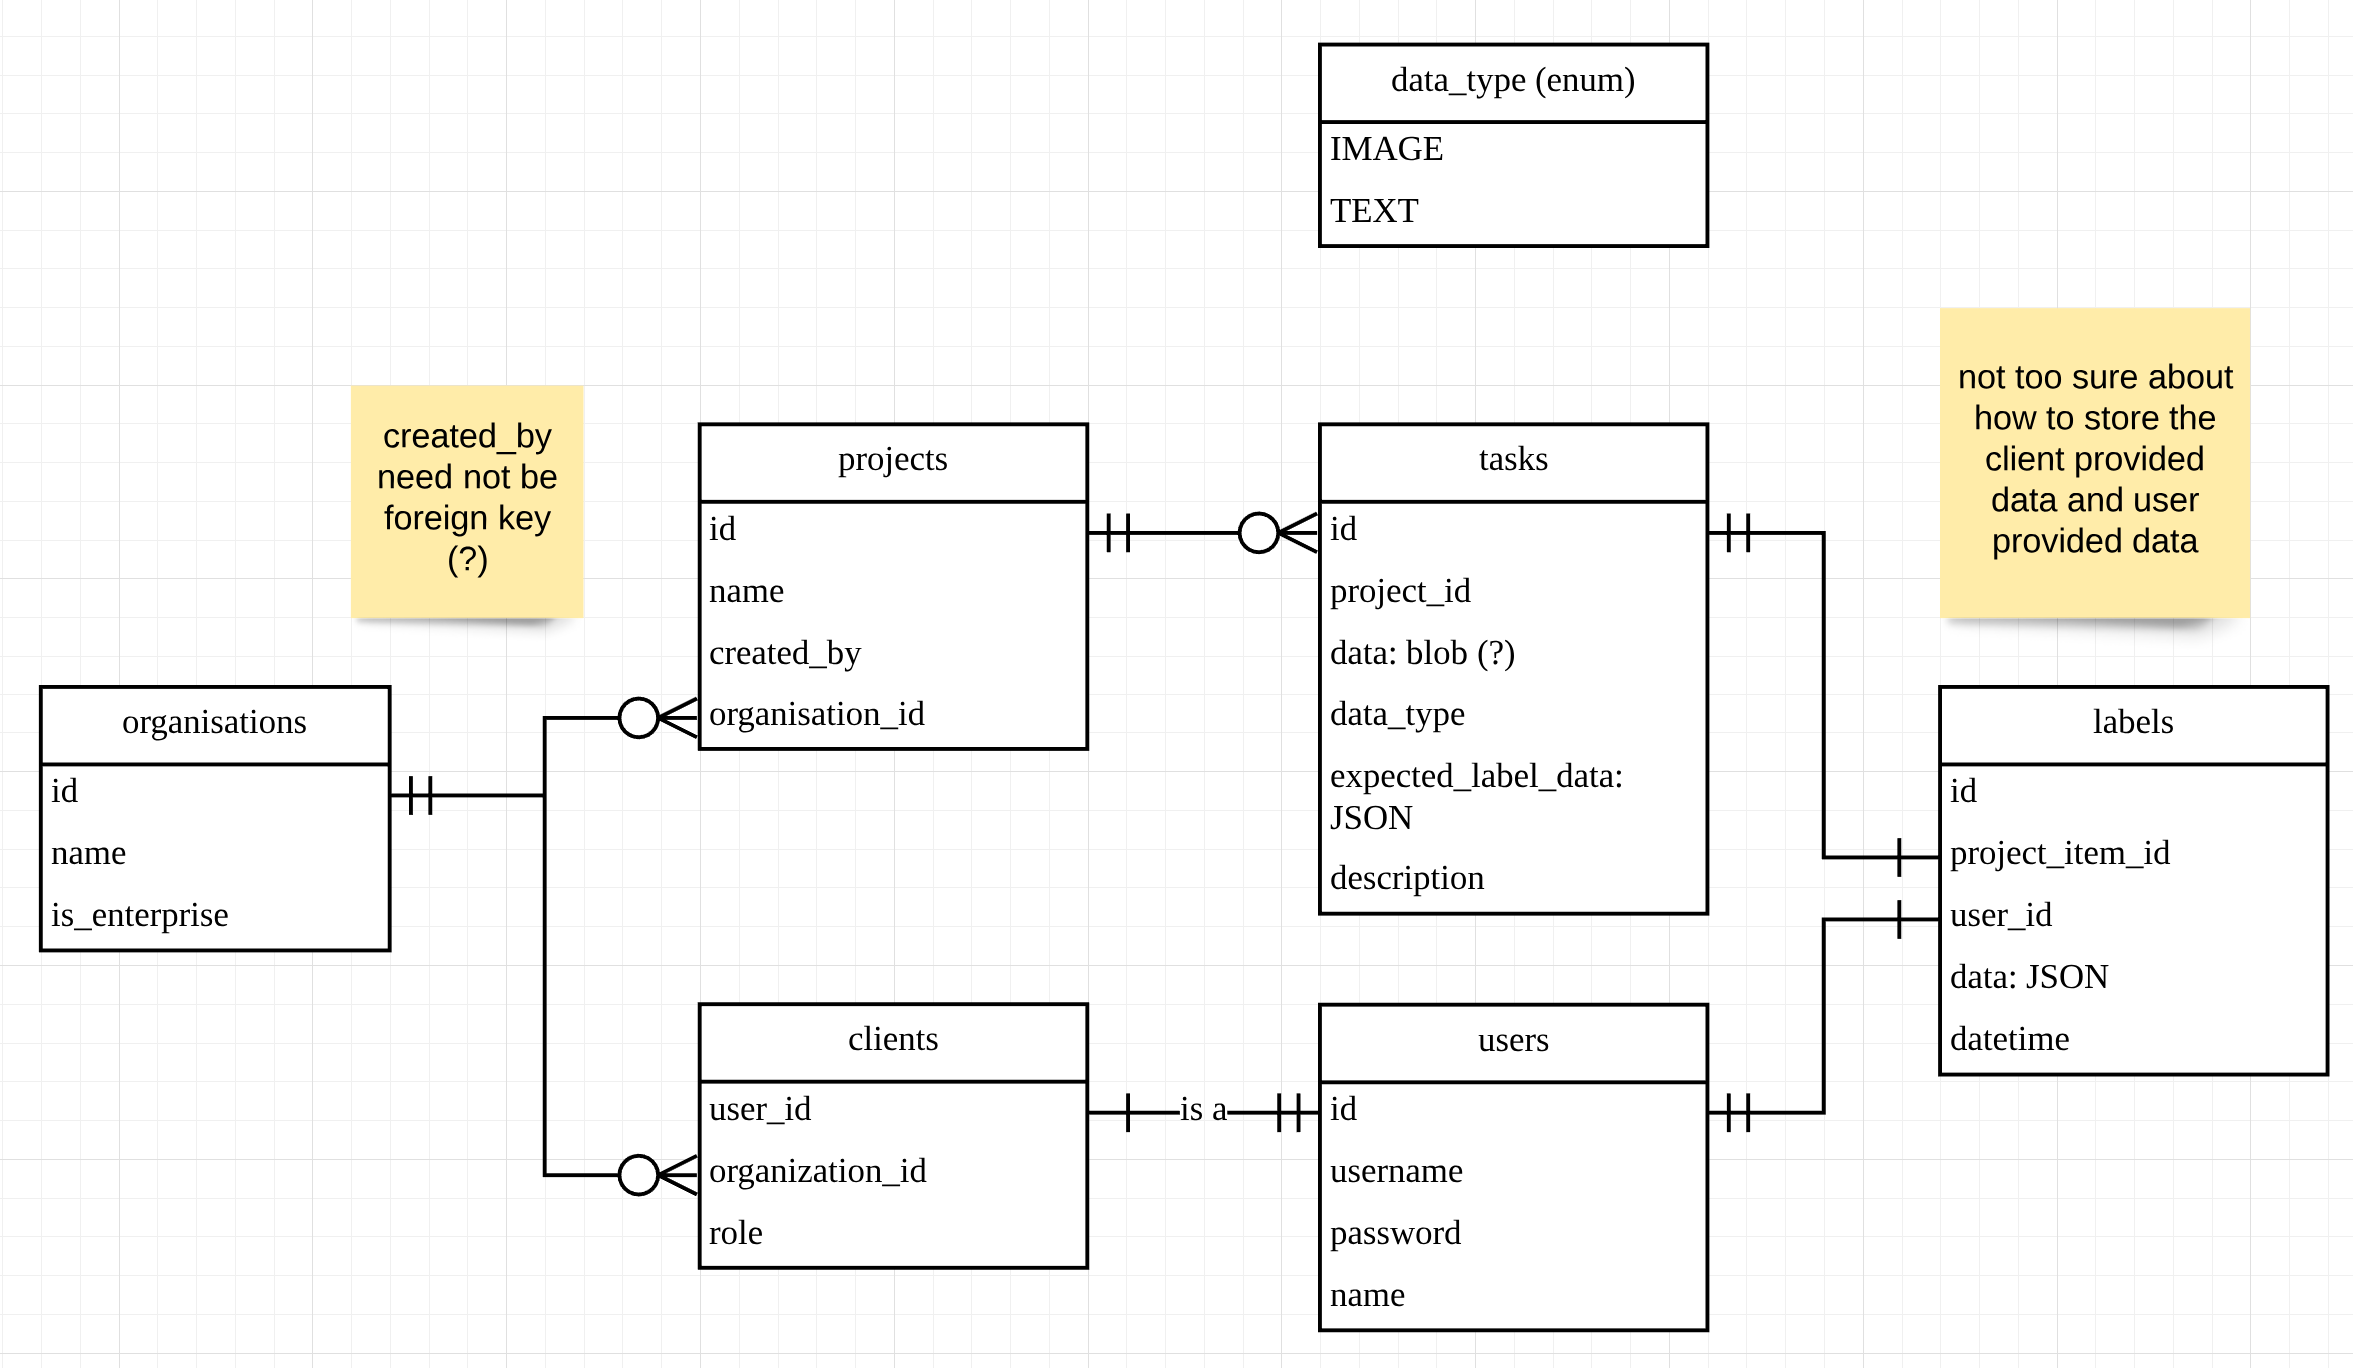 data_type (enum)
IMAGE
TEXT
created_by
need not be
foreign key
(?)
not too sure about
how to store the
client provided
data and user
provided data
organisations
id
name
is_enterprise
projects
id
name
created_by
organisation_id
tasks
id
project_id
data: blob (?)
data_type
expected_label_data:
JSON
description
labels
id
project_item_id
user_id
data: JSON
datetime
clients
user_id
organization_id
role
is a
users
id
username
password
name